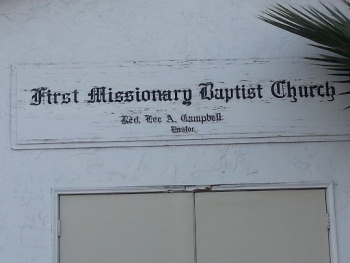 First Missionary Baptist Church
Rev. Lee A. Campbell.
Pastor.